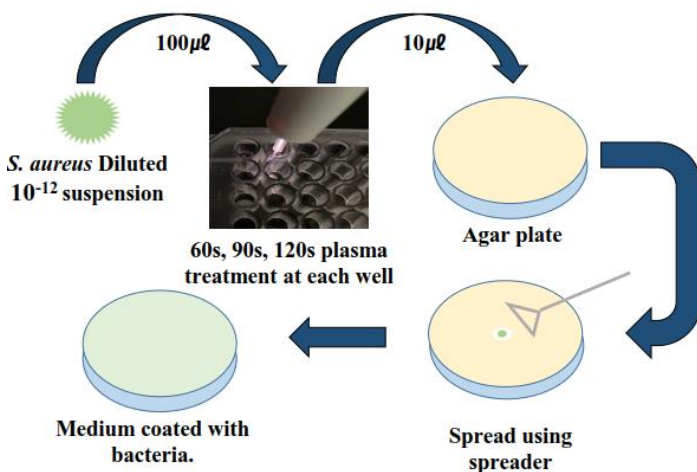 100㎕
10㎕
S. aureus Diluted
10⁻¹² suspension
60s, 90s, 120s plasma
treatment at each well
Agar plate
Medium coated with
bacteria.
Spread using
spreader